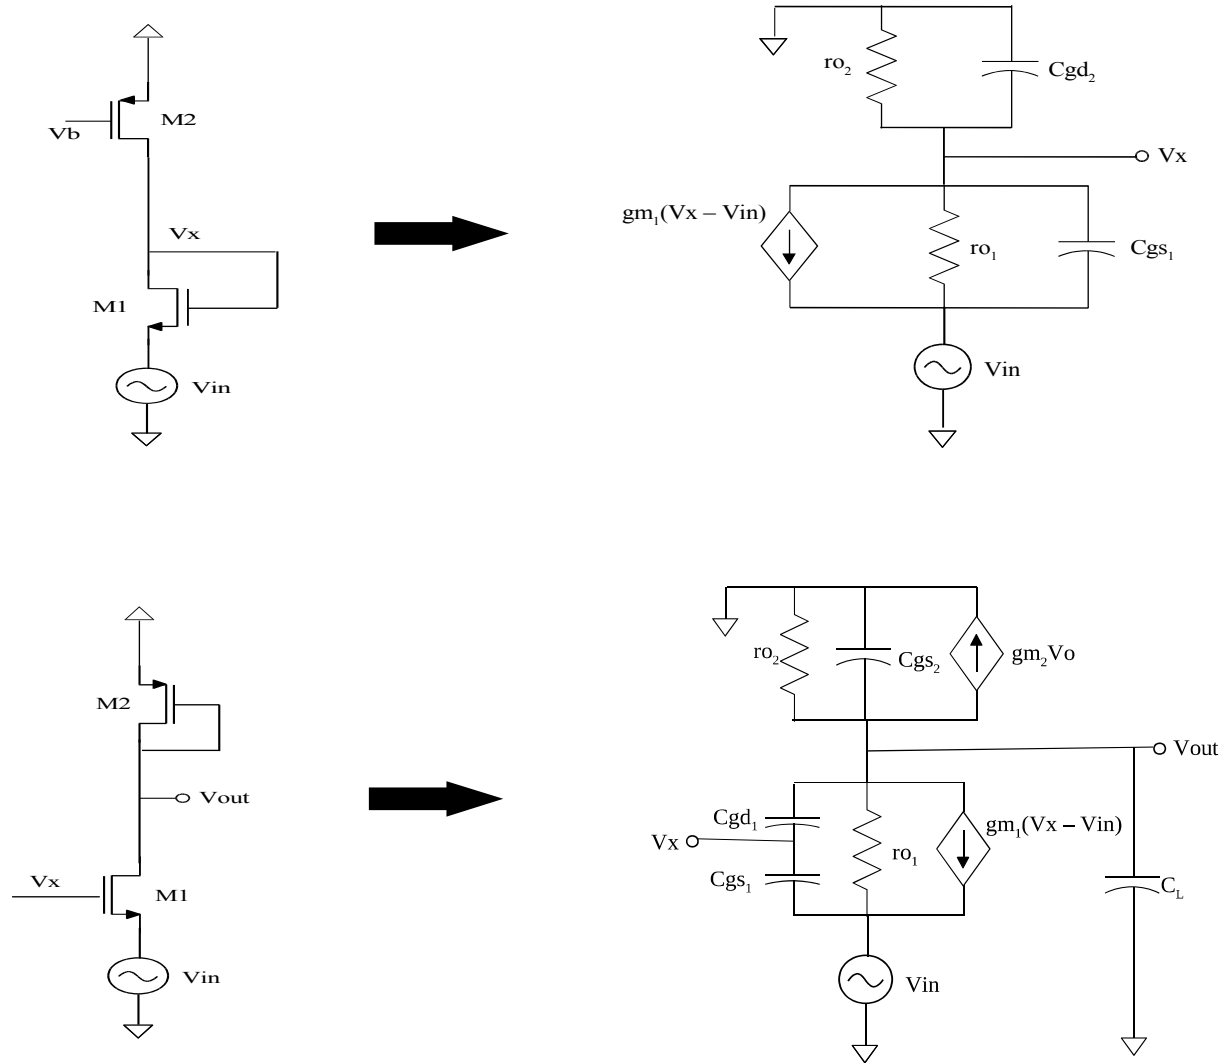 ro₂
Cgd₂
Vb
M2
Vx
gm₁(Vx – Vin)
Vx
ro₁
Cgs₁
M1
Vin
Vin
ro₂
Cgs₂
gm₂Vo
M2
Vout
Vout
Cgd₁
gm₁(Vx – Vin)
Vx
ro₁
Cgs₁
Vx
M1
C_L
Vin
Vin